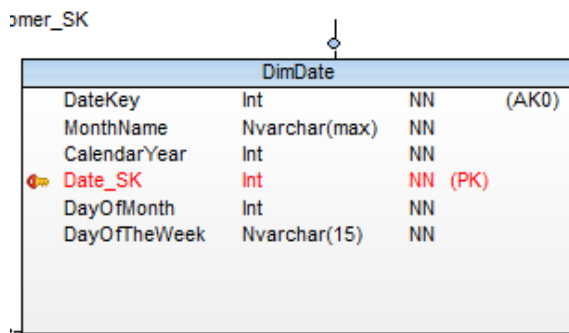 omer_SK
DimDate
DateKey Int NN (AK0)
MonthName Nvarchar(max) NN
CalendarYear Int NN
Date_SK Int NN (PK)
DayOfMonth Int NN
DayOfTheWeek Nvarchar(15) NN